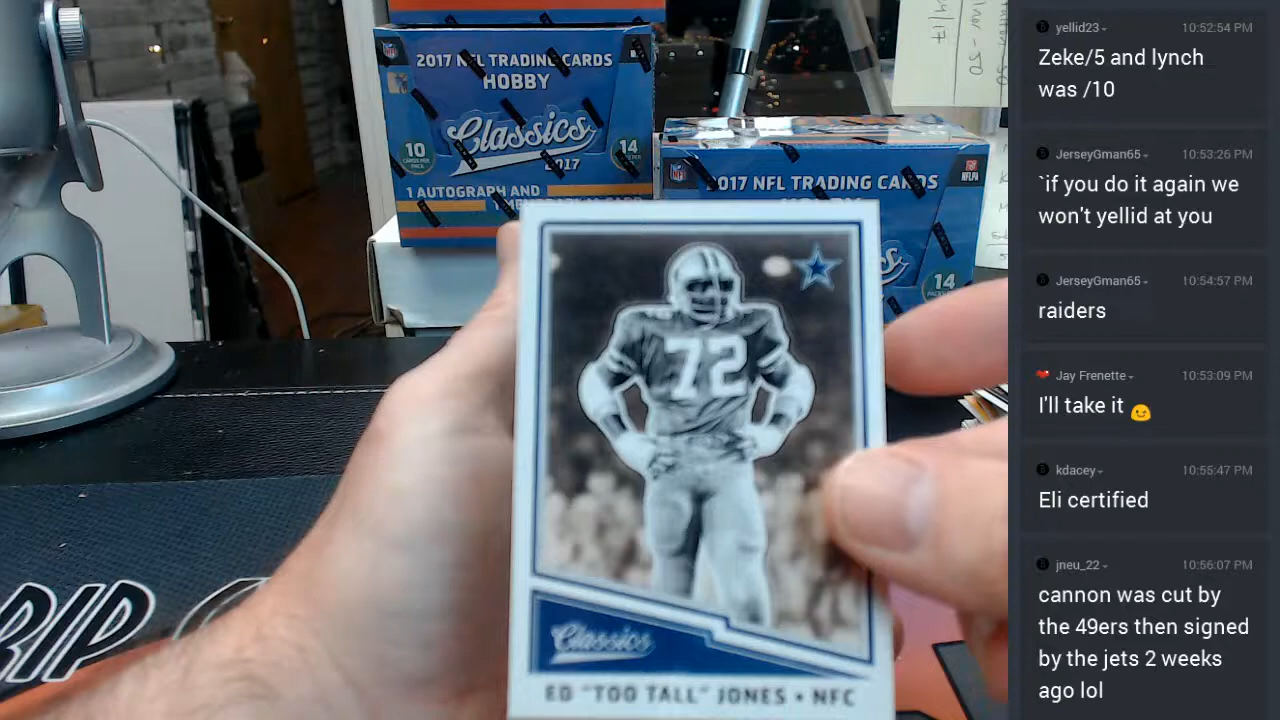 2017 NFL TRADING CARDS
HOBBY
Classics
2017
10
CARDS PER
PACK
14
1 AUTOGRAPH AND
2017 NFL TRADING CARDS
14
72
Classics
ED "TOO TALL" JONES • NFC
RIP
yellid23 10:52:54 PM
Zeke/5 and lynch
was /10
JerseyGman65 10:53:26 PM
`if you do it again we
won't yellid at you
JerseyGman65 10:54:57 PM
raiders
Jay Frenette 10:53:09 PM
I'll take it
kdacey 10:55:47 PM
Eli certified
jneu_22 10:56:07 PM
cannon was cut by
the 49ers then signed
by the jets 2 weeks
ago lol